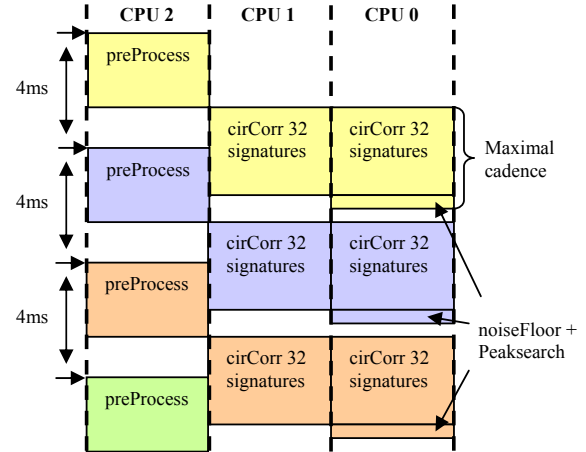 CPU 2 CPU 1 CPU 0
preProcess
4ms
cirCorr 32
signatures
cirCorr 32
signatures
Maximal
cadence
preProcess
4ms
cirCorr 32
signatures
cirCorr 32
signatures
preProcess
4ms
noiseFloor +
Peaksearch
cirCorr 32
signatures
cirCorr 32
signatures
preProcess